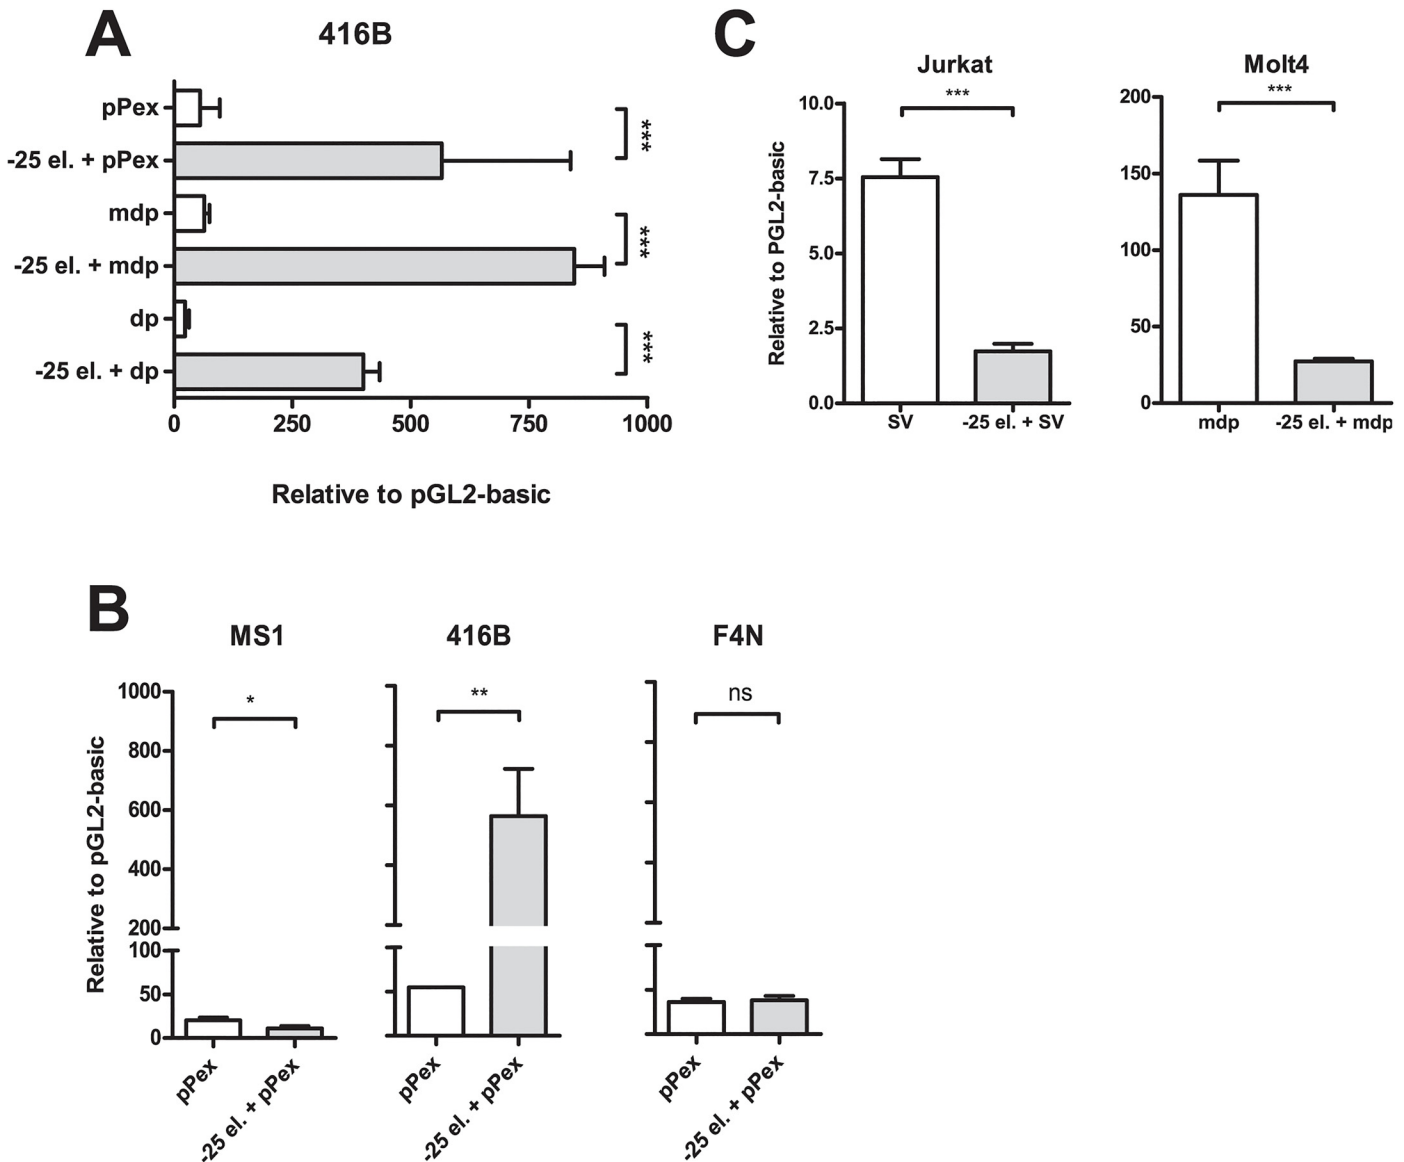 A
416B
pPex
-25 el. + pPex
mdp
-25 el. + mdp
dp
-25 el. + dp
***
***
***
0 250 500 750 1000
Relative to pGL2-basic
C
Jurkat
***
Relative to PGL2-basic
10.0
7.5
5.0
2.5
0.0
SV -25 el. + SV
Molt4
***
200
150
100
50
0
mdp -25 el. + mdp
B
MS1
*
Relative to pGL2-basic
1000
800
600
400
200
100
50
0
pPex
-25 el. + pPex
416B
**
pPex
-25 el. + pPex
F4N
ns
pPex
-25 el. + pPex